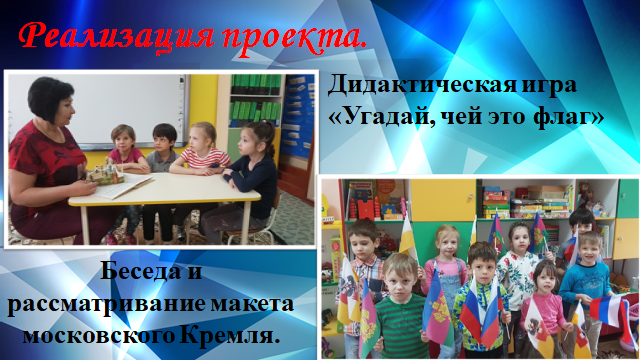 Реализация проекта.
Дидактическая игра
«Угадай, чей это флаг»
Беседа и
рассматривание макета
московского Кремля.